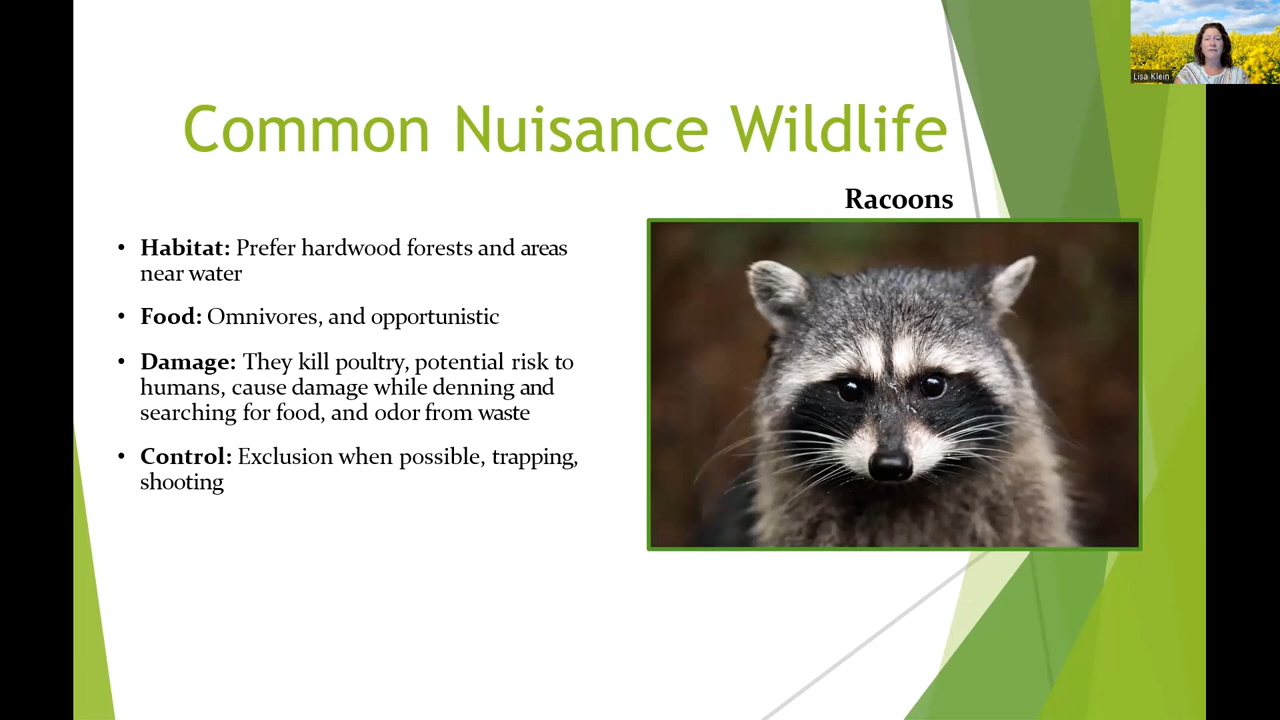 Common Nuisance Wildlife
Racoons
• Habitat: Prefer hardwood forests and areas
near water
• Food: Omnivores, and opportunistic
• Damage: They kill poultry, potential risk to
humans, cause damage while denning and
searching for food, and odor from waste
• Control: Exclusion when possible, trapping,
shooting
Lisa Klein